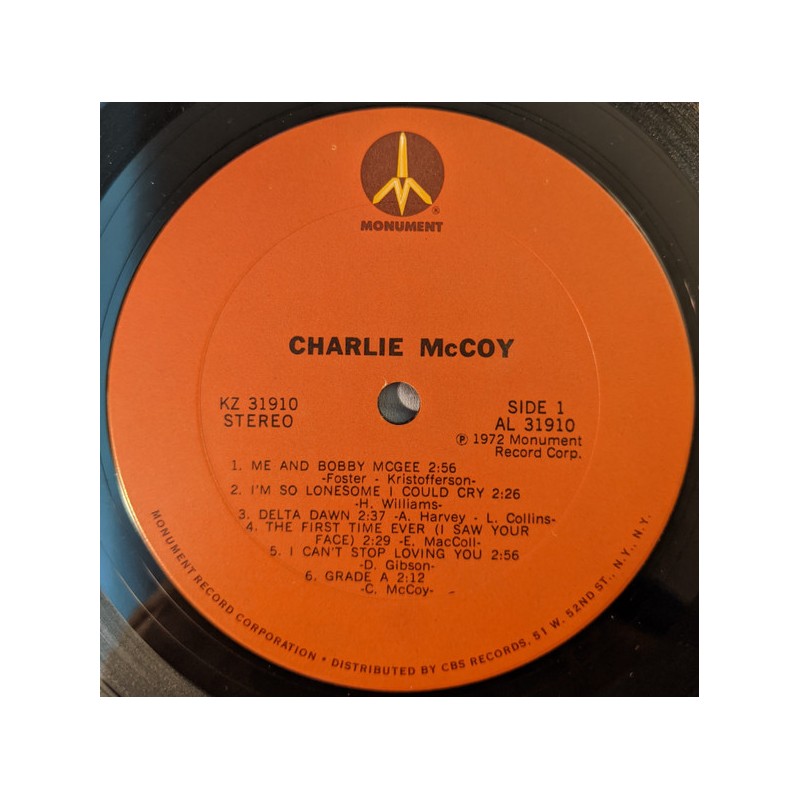 ®
MONUMENT
CHARLIE McCOY
KZ 31910
STEREO
SIDE 1
AL 31910
℗ 1972 Monument
Record Corp.
1. ME AND BOBBY MCGEE 2:56
-Foster - Kristofferson-
2. I'M SO LONESOME I COULD CRY 2:26
-H. Williams-
3. DELTA DAWN 2:37 -A. Harvey - L. Collins-
4. THE FIRST TIME EVER (I SAW YOUR
FACE) 2:29 -E. MacColl-
5. I CAN'T STOP LOVING YOU 2:56
-D. Gibson-
6. GRADE A 2:12
-C. McCoy-
MONUMENT RECORD CORPORATION • DISTRIBUTED BY CBS RECORDS, 51 W. 52ND ST., N.Y., N.Y.